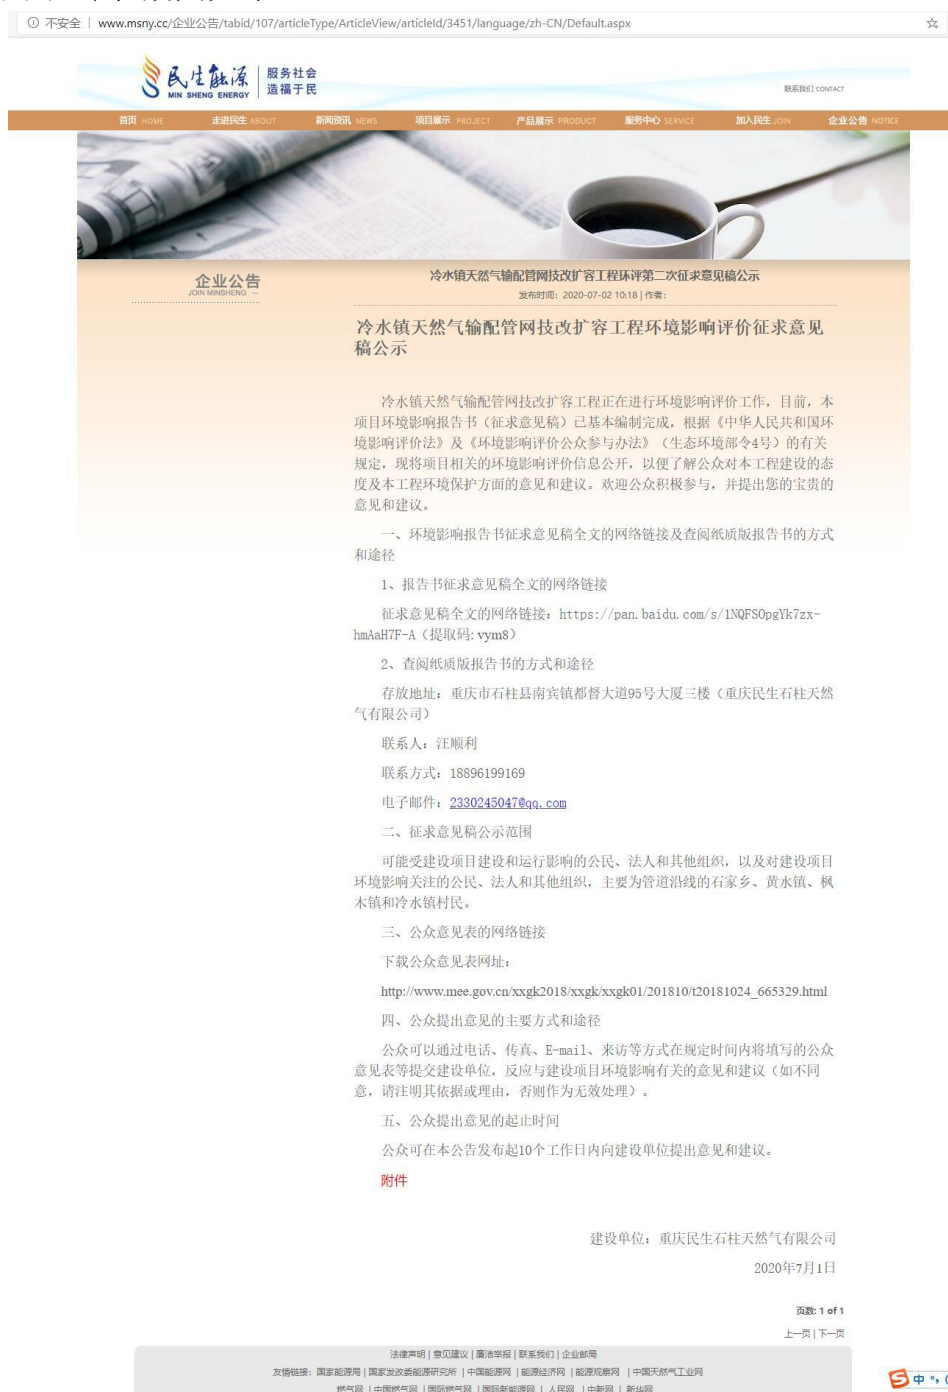 不安全 | www.msny.cc/企业公告/tabid/107/articleType/ArticleView/articleId/3451/language/zh-CN/Default.aspx
民生能源 服务社会
MIN SHENG ENERGY 造福于民
联系我们 CONTACT
首页 HOME 走进民生 ABOUT 新闻资讯 NEWS 项目展示 PROJECT 产品展示 PRODUCT 服务中心 SERVICE 加入民生 JOIN 企业公告 NOTICE
企业公告
JOIN MINSHENG
冷水镇天然气输配管网技改扩容工程环评第二次征求意见稿公示
发布时间：2020-07-02 10:18 | 作者：
冷水镇天然气输配管网技改扩容工程环境影响评价征求意见
稿公示
冷水镇天然气输配管网技改扩容工程正在进行环境影响评价工作，目前，本
项目环境影响报告书（征求意见稿）已基本编制完成，根据《中华人民共和国环
境影响评价法》及《环境影响评价公众参与办法》（生态环境部令4号）的有关
规定，现将项目相关的环境影响评价信息公开，以便了解公众对本工程建设的态
度及本工程环境保护方面的意见和建议。欢迎公众积极参与，并提出您的宝贵的
意见和建议。
一、环境影响报告书征求意见稿全文的网络链接及查阅纸质版报告书的方式
和途径
1、报告书征求意见稿全文的网络链接
征求意见稿全文的网络链接：https://pan.baidu.com/s/1NQFSOpgYk7zx-
hmAaH7F-A（提取码: vym8）
2、查阅纸质版报告书的方式和途径
存放地址：重庆市石柱县南宾镇都督大道95号大厦三楼（重庆民生石柱天然
气有限公司）
联系人：汪顺利
联系方式：18896199169
电子邮件：2330245047@qq.com
二、征求意见稿公示范围
可能受建设项目建设和运行影响的公民、法人和其他组织，以及对建设项目
环境影响关注的公民、法人和其他组织，主要为管道沿线的石家乡、黄水镇、枫
木镇和冷水镇村民。
三、公众意见表的网络链接
下载公众意见表网址：
http://www.mee.gov.cn/xxgk2018/xxgk/xxgk01/201810/t20181024_665329.html
四、公众提出意见的主要方式和途径
公众可以通过电话、传真、E-mail、来访等方式在规定时间内将填写的公众
意见表等提交建设单位，反应与建设项目环境影响有关的意见和建议（如不同
意，请注明其依据或理由，否则作为无效处理）。
五、公众提出意见的起止时间
公众可在本公告发布起10个工作日内向建设单位提出意见和建议。
附件
建设单位：重庆民生石柱天然气有限公司
2020年7月1日
页数: 1 of 1
上一页 | 下一页
法律声明 | 意见建议 | 廉洁举报 | 联系我们 | 企业邮局
友情链接：国家能源局 | 国家发改委能源研究所 | 中国能源网 | 能源经济网 | 能源观察网 | 中国天然气工业网
燃气网 | 中国燃气网 | 国际燃气网 | 国际新能源网 | 人民网 | 中新网 | 新华网
中